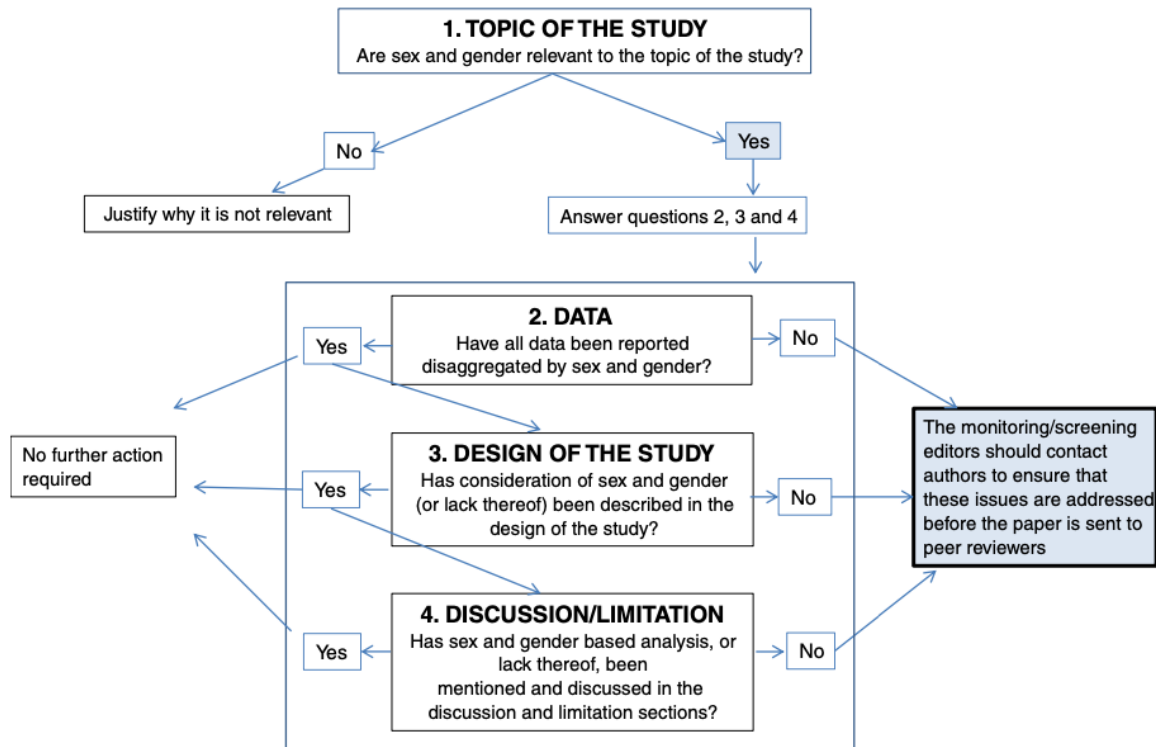 1. TOPIC OF THE STUDY
Are sex and gender relevant to the topic of the study?
No
Yes
Justify why it is not relevant
Answer questions 2, 3 and 4
2. DATA
Have all data been reported
disaggregated by sex and gender?
Yes
No
No further action
required
3. DESIGN OF THE STUDY
Has consideration of sex and gender
(or lack thereof) been described in the
design of the study?
Yes
No
The monitoring/screening
editors should contact
authors to ensure that
these issues are addressed
before the paper is sent to
peer reviewers
4. DISCUSSION/LIMITATION
Has sex and gender based analysis, or
lack thereof, been
mentioned and discussed in the
discussion and limitation sections?
Yes
No